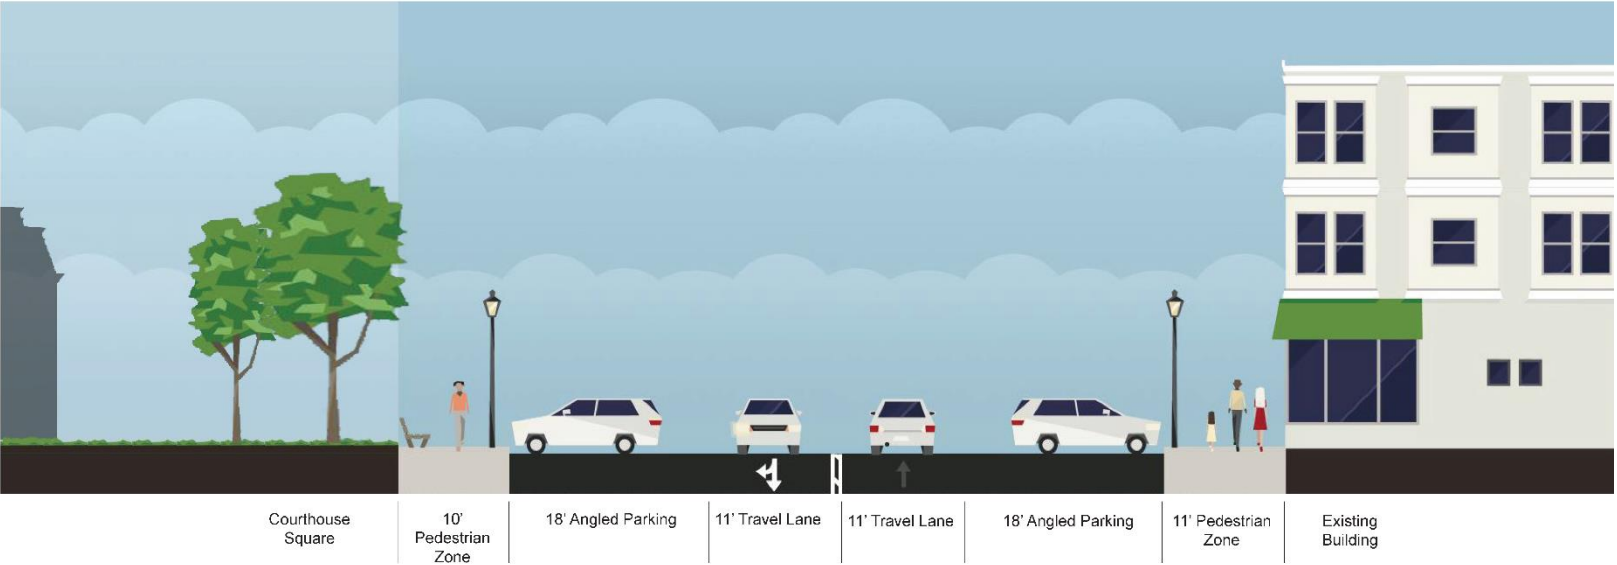 Courthouse
Square
10’
Pedestrian
Zone
18’ Angled Parking
11’ Travel Lane
11’ Travel Lane
18’ Angled Parking
11’ Pedestrian
Zone
Existing
Building